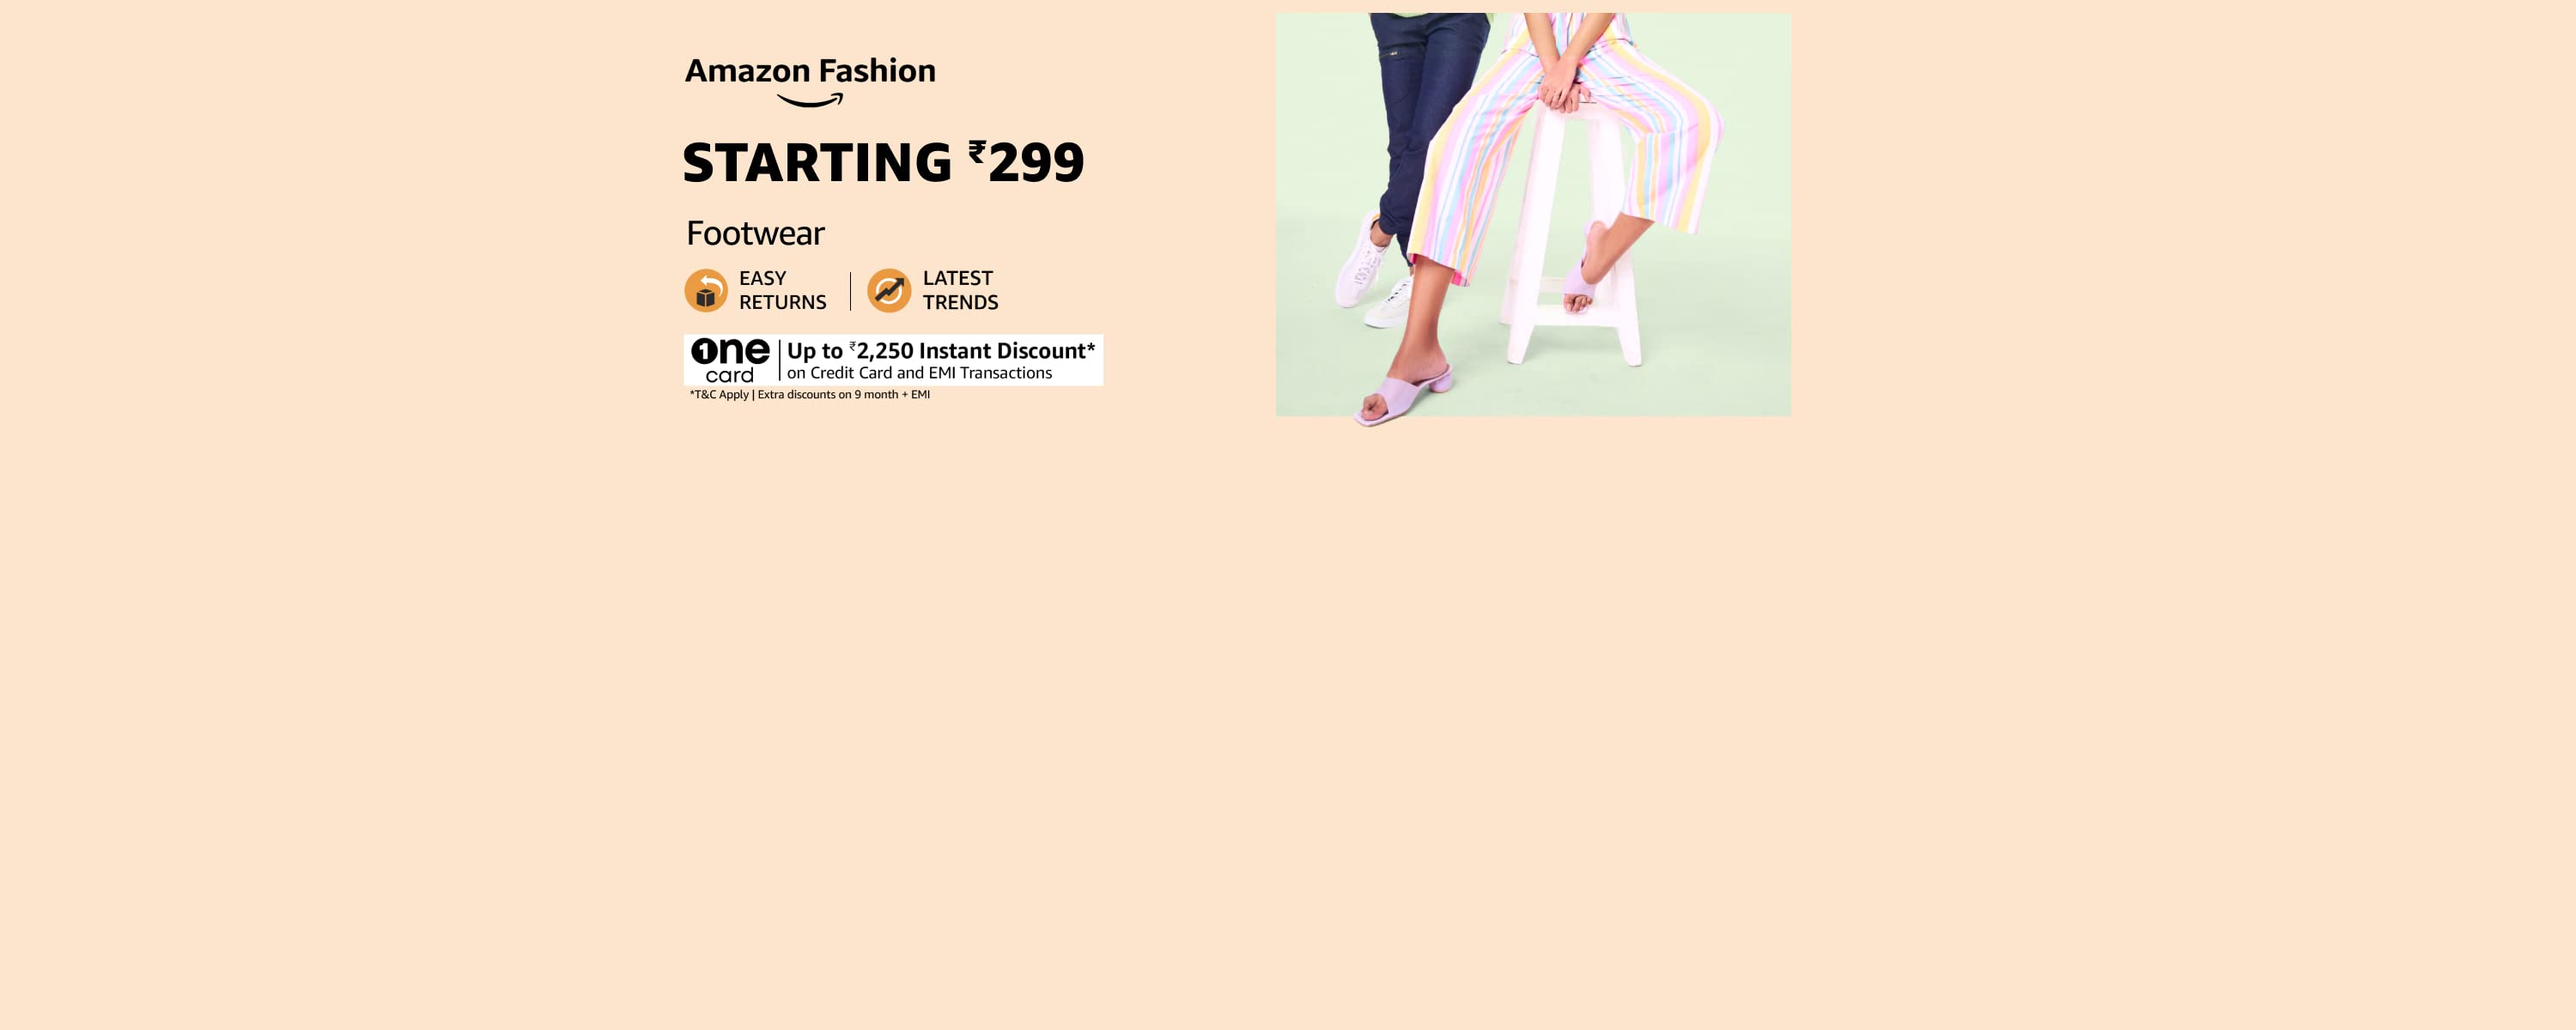 Amazon Fashion
STARTING ₹299
Footwear
EASY
RETURNS
LATEST
TRENDS
One
card
Up to ₹2,250 Instant Discount*
on Credit Card and EMI Transactions
*T&C Apply | Extra discounts on 9 month + EMI